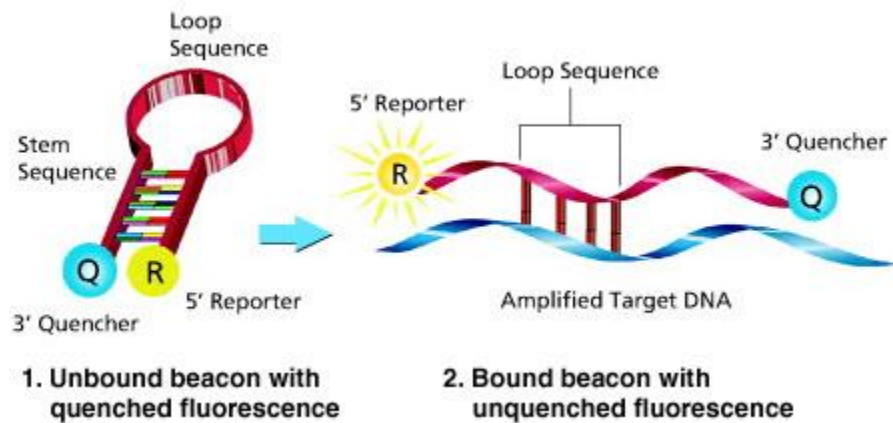 Loop
Sequence
Stem
Sequence
Q
R
5' Reporter
3' Quencher
1. Unbound beacon with
quenched fluorescence
Loop Sequence
5' Reporter
R
3' Quencher
Q
Amplified Target DNA
2. Bound beacon with
unquenched fluorescence